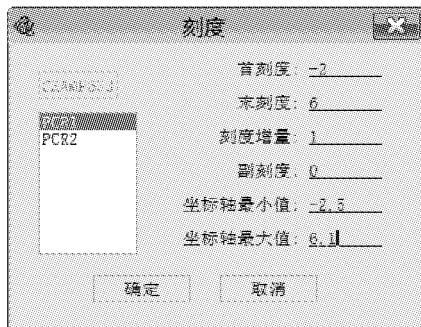 刻度
首刻度: -2
末刻度: 6
PCR1
PCR2
刻度增量: 1
副刻度: 0
坐标轴最小值: -2.5
坐标轴最大值: 6.1
确定
取消